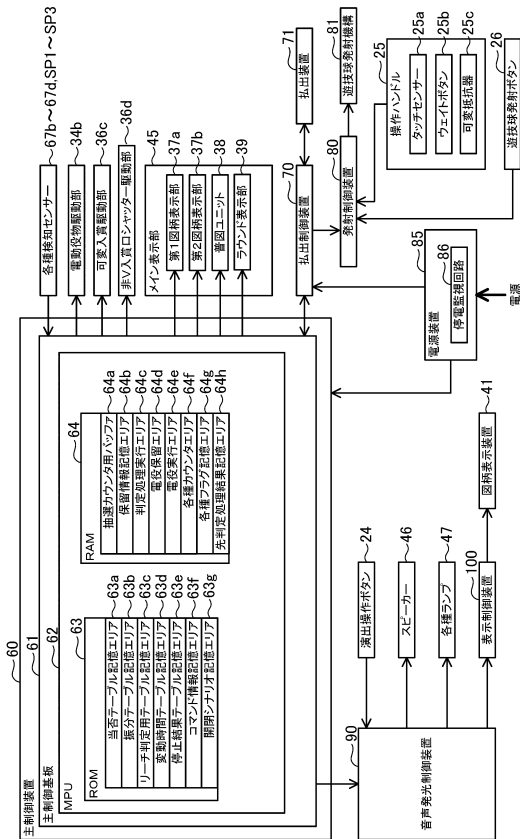 主制御装置
60
主制御基板
61
MPU
62
ROM
63
当否テーブル記憶エリア
63a
振分テーブル記憶エリア
63b
リーチ判定用テーブル記憶エリア
63c
変動時間テーブル記憶エリア
63d
停止結果テーブル記憶エリア
63e
コマンド情報記憶エリア
63f
開閉シナリオ記憶エリア
63g
RAM
64
抽選カウンタ用バッファ
64a
保留情報記憶エリア
64b
判定処理実行エリア
64c
電役保留エリア
64d
電役実行エリア
64e
各種カウンタエリア
64f
各種フラグ記憶エリア
64g
先判定処理結果記憶エリア
64h
各種検知センサー
67b～67d,SP1～SP3
電動役物駆動部
34b
可変入賞駆動部
36c
非V入賞口シャッター駆動部
36d
メイン表示部
45
第1図柄表示部
37a
第2図柄表示部
37b
普図ユニット
38
ラウンド表示部
39
払出制御装置
70
払出装置
71
発射制御装置
80
遊技球発射機構
81
操作ハンドル
25
タッチセンサー
25a
ウェイトボタン
25b
可変抵抗器
25c
遊技球発射ボタン
26
電源装置
85
停電監視回路
86
電源
音声発光制御装置
90
演出操作ボタン
24
スピーカー
46
各種ランプ
47
表示制御装置
100
図柄表示装置
41